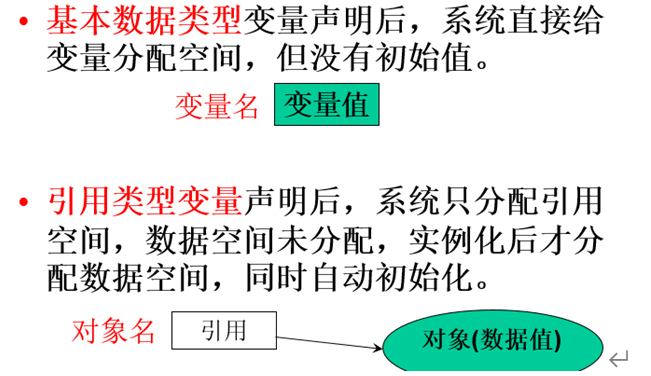 • 基本数据类型变量声明后，系统直接给
变量分配空间，但没有初始值。
变量名 变量值
• 引用类型变量声明后，系统只分配引用
空间，数据空间未分配，实例化后才分
配数据空间，同时自动初始化。
对象名 引用 对象(数据值)